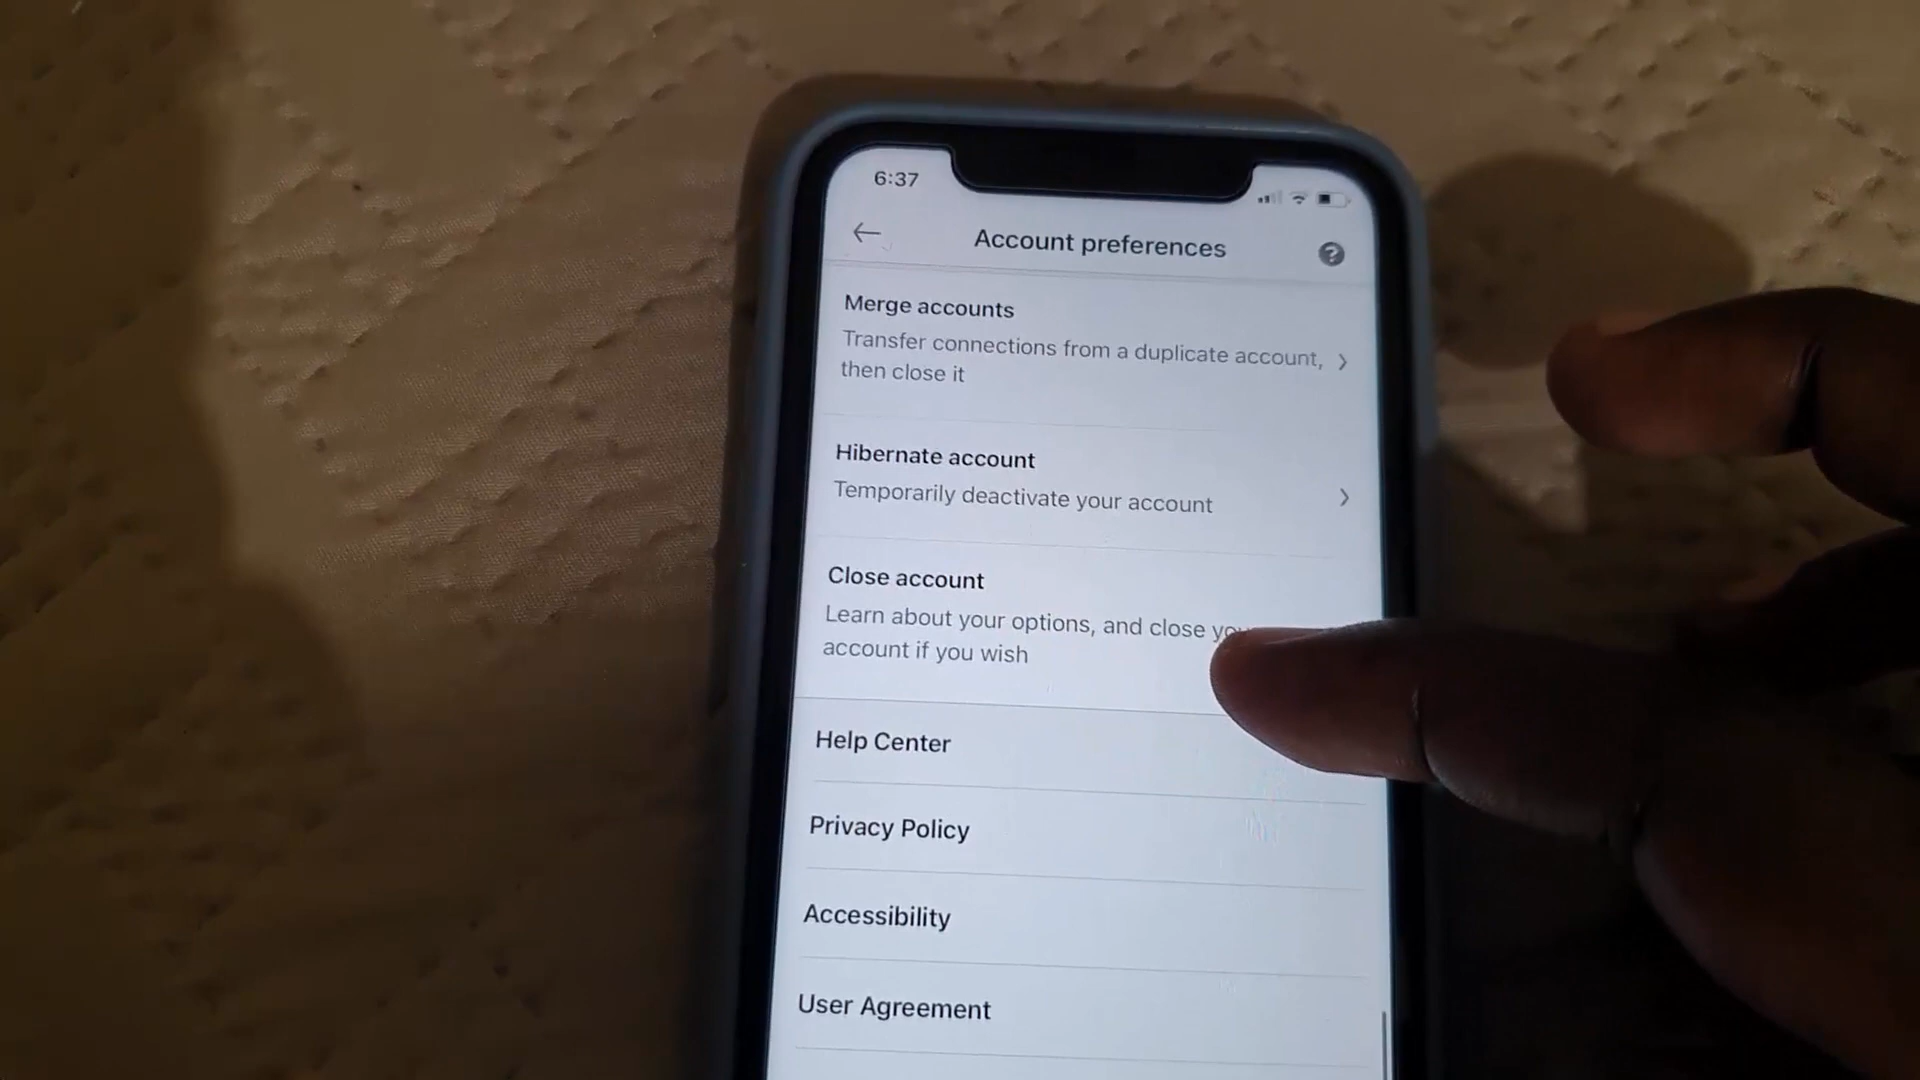 6:37
Account preferences
Merge accounts
Transfer connections from a duplicate account,
then close it
Hibernate account
Temporarily deactivate your account
Close account
Learn about your options, and close
account if you wish
Help Center
Privacy Policy
Accessibility
User Agreement